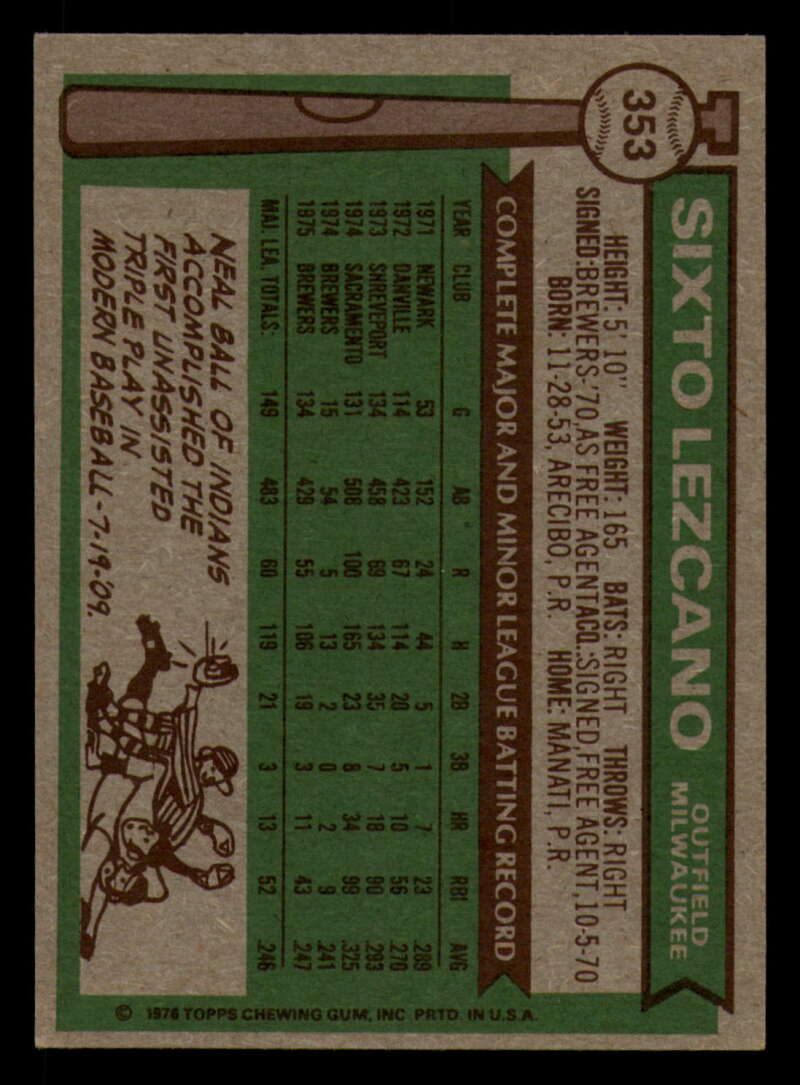 353
SIXTO LEZCANO
OUTFIELD
MILWAUKEE
HEIGHT: 5' 10" WEIGHT: 165 BATS: RIGHT THROWS: RIGHT
SIGNED: BREWERS-'70, AS FREE AGENT ACQ.: SIGNED, FREE AGENT, 10-5-70
BORN: 11-28-53, ARECIBO, P.R. HOME: MANATI, P.R.
COMPLETE MAJOR AND MINOR LEAGUE BATTING RECORD
YEAR CLUB G AB R H 2B 3B HR RBI AVG
1971 NEWARK 53 152 24 44 5 1 7 23 .289
1972 DANVILLE 114 423 67 114 20 5 10 56 .270
1973 SHREVEPORT 134 458 69 134 35 7 18 90 .293
1974 SACRAMENTO 131 508 100 165 23 8 34 99 .325
1974 BREWERS 15 54 5 13 2 0 2 9 .241
1975 BREWERS 134 429 55 106 19 3 11 43 .247
MAJ. LEA. TOTALS: 149 483 60 119 21 3 13 52 .246
NEAL BALL OF INDIANS
ACCOMPLISHED THE
FIRST UNASSISTED
TRIPLE PLAY IN
MODERN BASEBALL-7-19-'09.
© 1976 TOPPS CHEWING GUM, INC. PRTD. IN U.S.A.